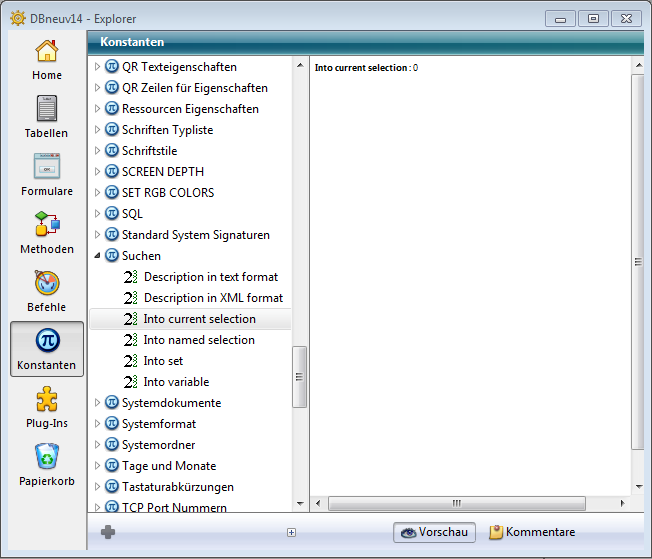 DBneuv14 - Explorer
Home
Tabellen
Formulare
Methoden
Befehle
Konstanten
Plug-Ins
Papierkorb
Konstanten
QR Texteigenschaften
QR Zeilen für Eigenschaften
Ressourcen Eigenschaften
Schriften Typliste
Schriftstile
SCREEN DEPTH
SET RGB COLORS
SQL
Standard System Signaturen
Suchen
Description in text format
Description in XML format
Into current selection
Into named selection
Into set
Into variable
Systemdokumente
Systemformat
Systemordner
Tage und Monate
Tastaturabkürzungen
TCP Port Nummern
Into current selection : 0
Vorschau
Kommentare